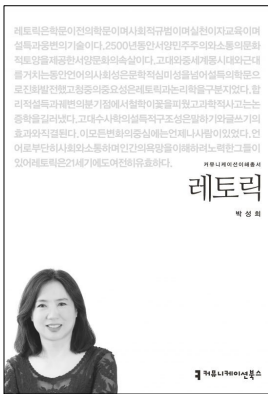 레토릭은학문이전의학문이며사회적규범이며실천이자교육이며
설득과웅변의기술이다.2500년동안서양민주주의와소통의문화
적토양을제공한서양문화의속살이다.고대와중세계몽시대와근대
를거치는동안언어의사회성은문학적심미성을넘어설득의학문으
로진화발전했고청중의중요성은레토릭과논리학을구분지었다.합
리적설득과궤변의분기점에서철학이꽃을피웠고과학적사고는논
증학을길러냈다.고대수사학의설득적구조성은말하기와글쓰기의
효과와직결된다.이모든변화의중심에는언제나사람이있었다.언
어로부단히사회와소통하며인간의욕망을이해하려노력한그들이
있어레토릭은21세기에도여전히유효하다.
커뮤니케이션이해총서
레토릭
박성희
커뮤니케이션북스